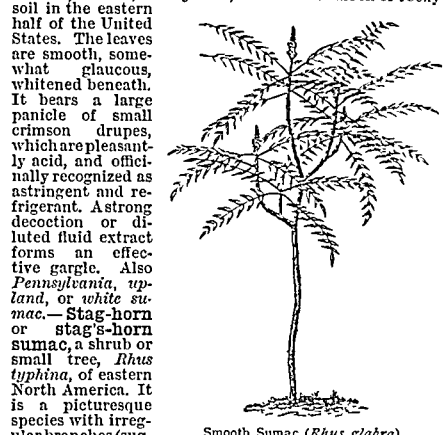 soil in the eastern
half of the United
States. The leaves
are smooth, some-
what glaucous,
whitened beneath.
It bears a large
panicle of small
crimson drupes,
which are pleasant-
ly acid, and offici-
nally recognized as
astringent and re-
frigerant. A strong
decoction or di-
luted fluid extract
forms an effec-
tive gargle. Also
Pennsylvania, up-
land, or white su-
mac.—Stag-horn
or stag's-horn
sumac, a shrub or
small tree, Rhus
typhina, of eastern
North America. It
is a picturesque
species with irreg-
Smooth Sumac (Rhus glabra)